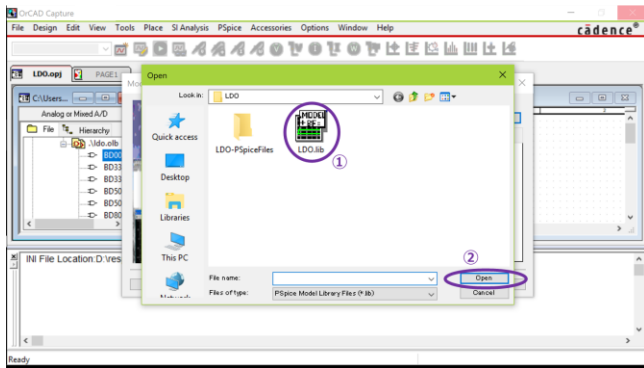 OrCAD Capture
File Design Edit View Tools Place SI Analysis PSpice Accessories Options Window Help
cādence®
LDO.opj
PAGE1
Open
Look in:
LDO
C:\Users...
Analog or Mixed A/D
File
Hierarchy
.\ldo.olb
BD00
BD33
BD33
BD50
BD50
BD80
Quick access
Desktop
Libraries
This PC
Network
LDO-PSpiceFiles
MODEL
LDO.lib
①
②
File name:
Open
Files of type:
PSpice Model Library Files (*.lib)
Cancel
INI File Location:D:\res
Ready